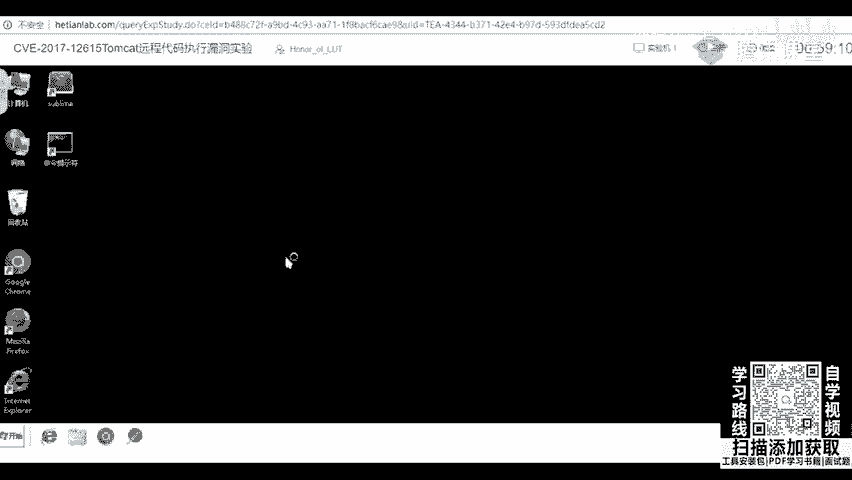 不安全 hetianlab.com/queryExpStudy.do?ceId=b488c72f-a9bd-4c93-aa71-1f8bacf6cae9&uid=TEA-4344-b371-42e4-b97d-593dfdea5cd2
CVE-2017-12615Tomcat远程代码执行漏洞实验
Honor_of_LUT
实验机
59:10
计算机
sublime
网络
命令提示符
回收站
Google
Chrome
Mozilla
Firefox
Internet
Explorer
开始
学习路线
自学视频
扫描添加获取
工具安装包|PDF学习书籍|面试题